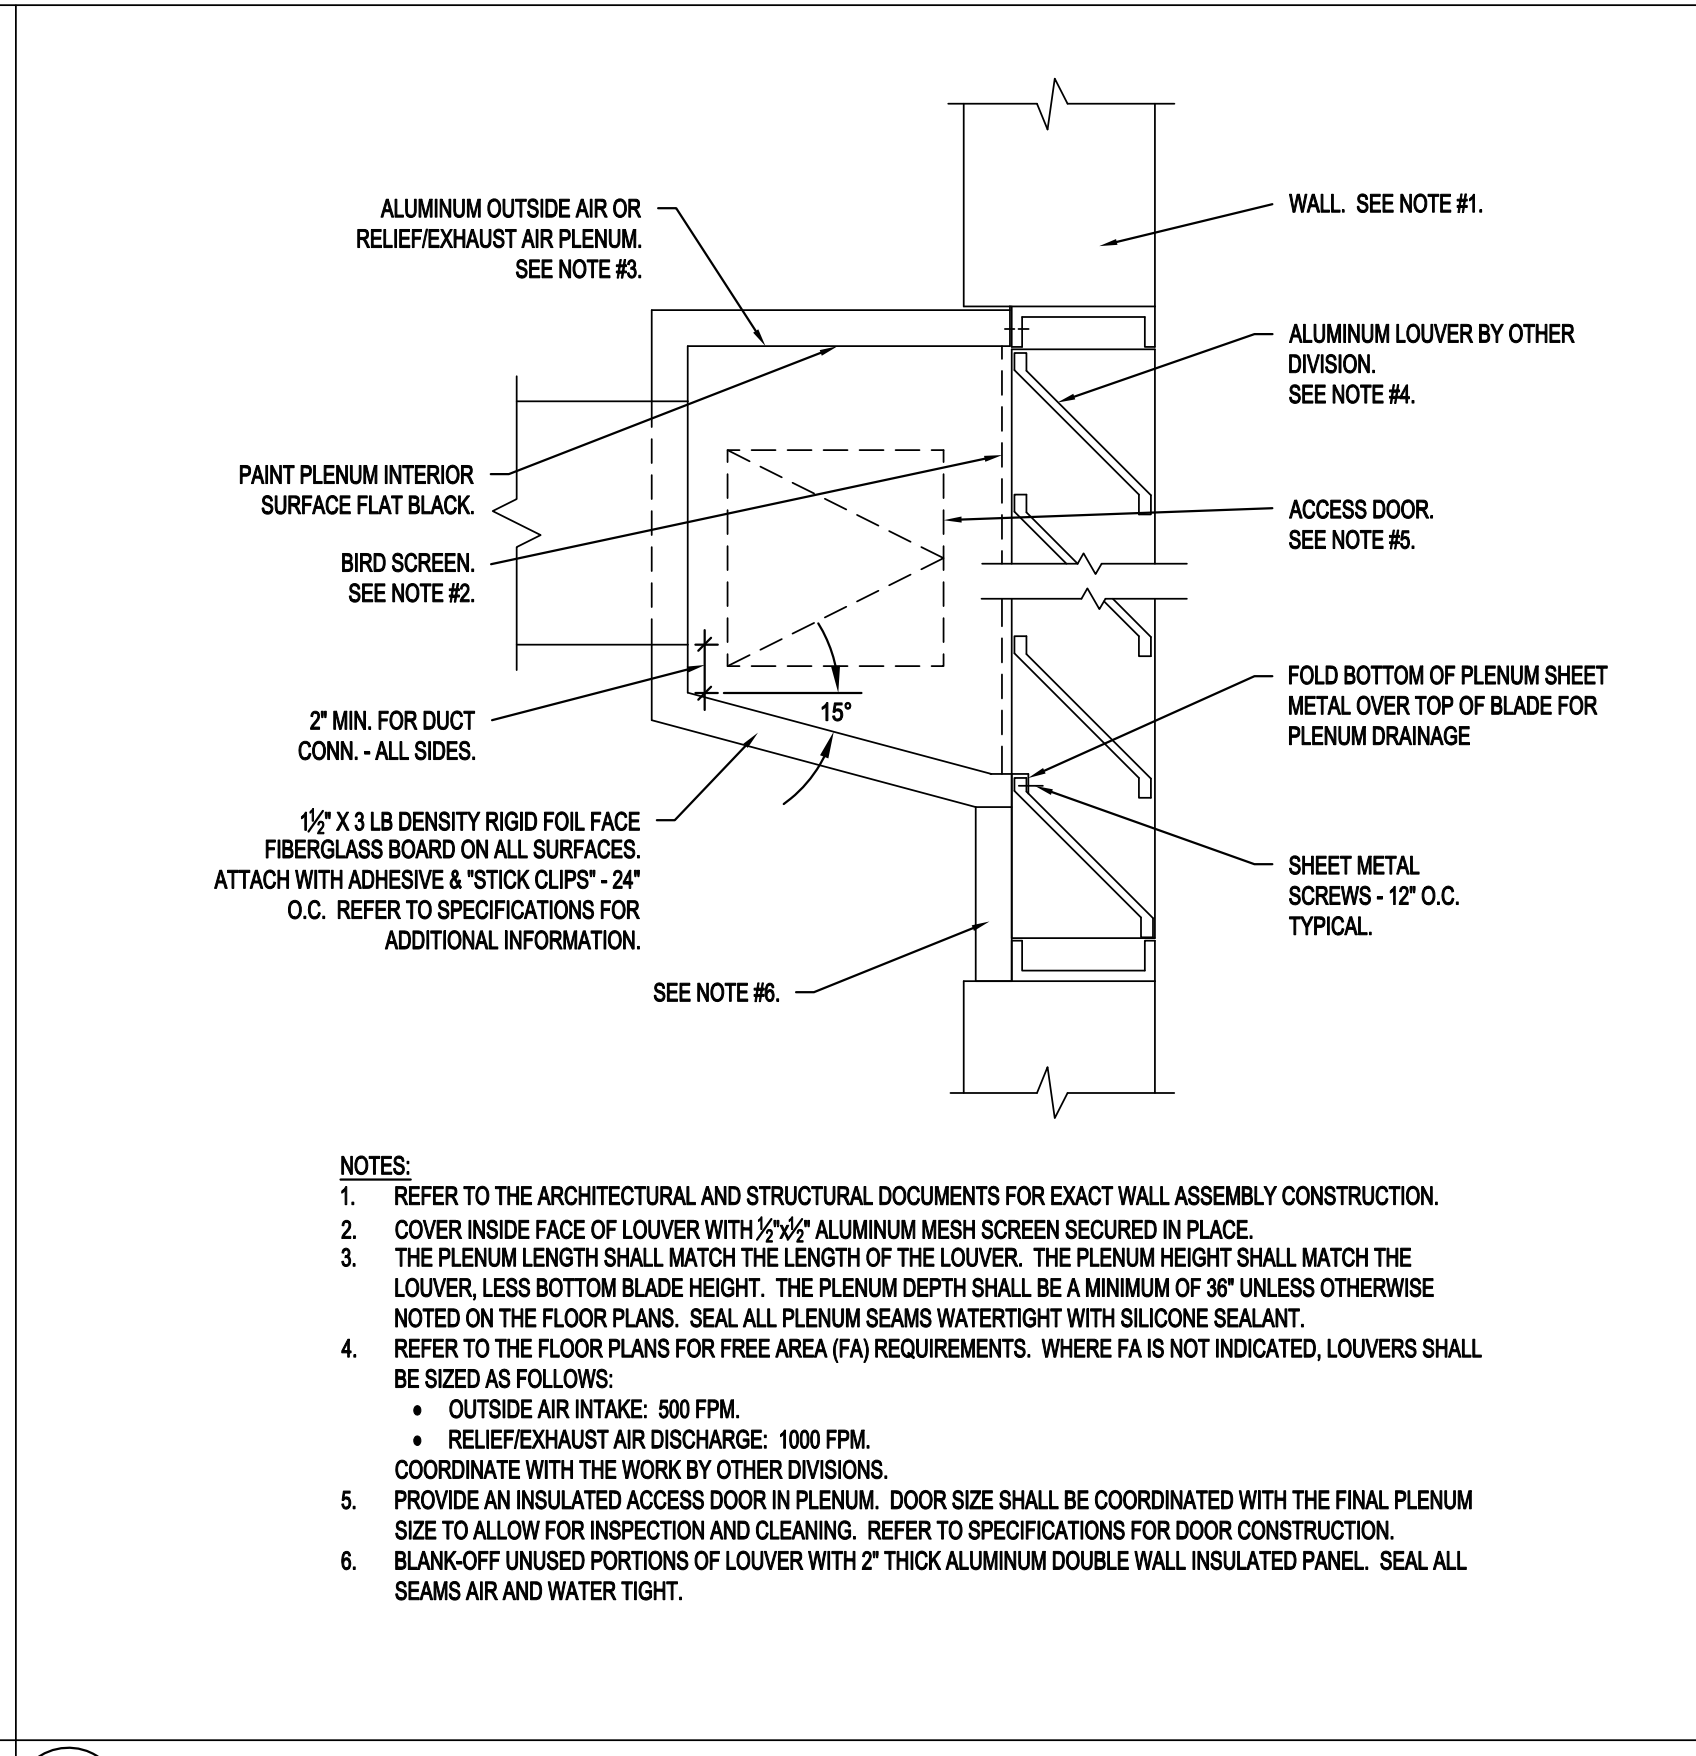 ALUMINUM OUTSIDE AIR OR
RELIEF/EXHAUST AIR PLENUM.
SEE NOTE #3.
WALL.  SEE NOTE #1.
ALUMINUM LOUVER BY OTHER
DIVISION.
SEE NOTE #4.
PAINT PLENUM INTERIOR
SURFACE FLAT BLACK.
ACCESS DOOR.
SEE NOTE #5.
BIRD SCREEN.
SEE NOTE #2.
FOLD BOTTOM OF PLENUM SHEET
METAL OVER TOP OF BLADE FOR
PLENUM DRAINAGE
15°
2" MIN. FOR DUCT
CONN. - ALL SIDES.
1½" X 3 LB DENSITY RIGID FOIL FACE
FIBERGLASS BOARD ON ALL SURFACES.
ATTACH WITH ADHESIVE & "STICK CLIPS" - 24"
O.C.  REFER TO SPECIFICATIONS FOR
ADDITIONAL INFORMATION.
SHEET METAL
SCREWS - 12" O.C.
TYPICAL.
SEE NOTE #6.
NOTES:
1. REFER TO THE ARCHITECTURAL AND STRUCTURAL DOCUMENTS FOR EXACT WALL ASSEMBLY CONSTRUCTION.
2. COVER INSIDE FACE OF LOUVER WITH ½"x½" ALUMINUM MESH SCREEN SECURED IN PLACE.
3. THE PLENUM LENGTH SHALL MATCH THE LENGTH OF THE LOUVER.  THE PLENUM HEIGHT SHALL MATCH THE
LOUVER, LESS BOTTOM BLADE HEIGHT.  THE PLENUM DEPTH SHALL BE A MINIMUM OF 36" UNLESS OTHERWISE
NOTED ON THE FLOOR PLANS.  SEAL ALL PLENUM SEAMS WATERTIGHT WITH SILICONE SEALANT.
4. REFER TO THE FLOOR PLANS FOR FREE AREA (FA) REQUIREMENTS.  WHERE FA IS NOT INDICATED, LOUVERS SHALL
BE SIZED AS FOLLOWS:
• OUTSIDE AIR INTAKE:  500 FPM.
• RELIEF/EXHAUST AIR DISCHARGE:  1000 FPM.
COORDINATE WITH THE WORK BY OTHER DIVISIONS.
5. PROVIDE AN INSULATED ACCESS DOOR IN PLENUM.  DOOR SIZE SHALL BE COORDINATED WITH THE FINAL PLENUM
SIZE TO ALLOW FOR INSPECTION AND CLEANING.  REFER TO SPECIFICATIONS FOR DOOR CONSTRUCTION.
6. BLANK-OFF UNUSED PORTIONS OF LOUVER WITH 2" THICK ALUMINUM DOUBLE WALL INSULATED PANEL.  SEAL ALL
SEAMS AIR AND WATER TIGHT.